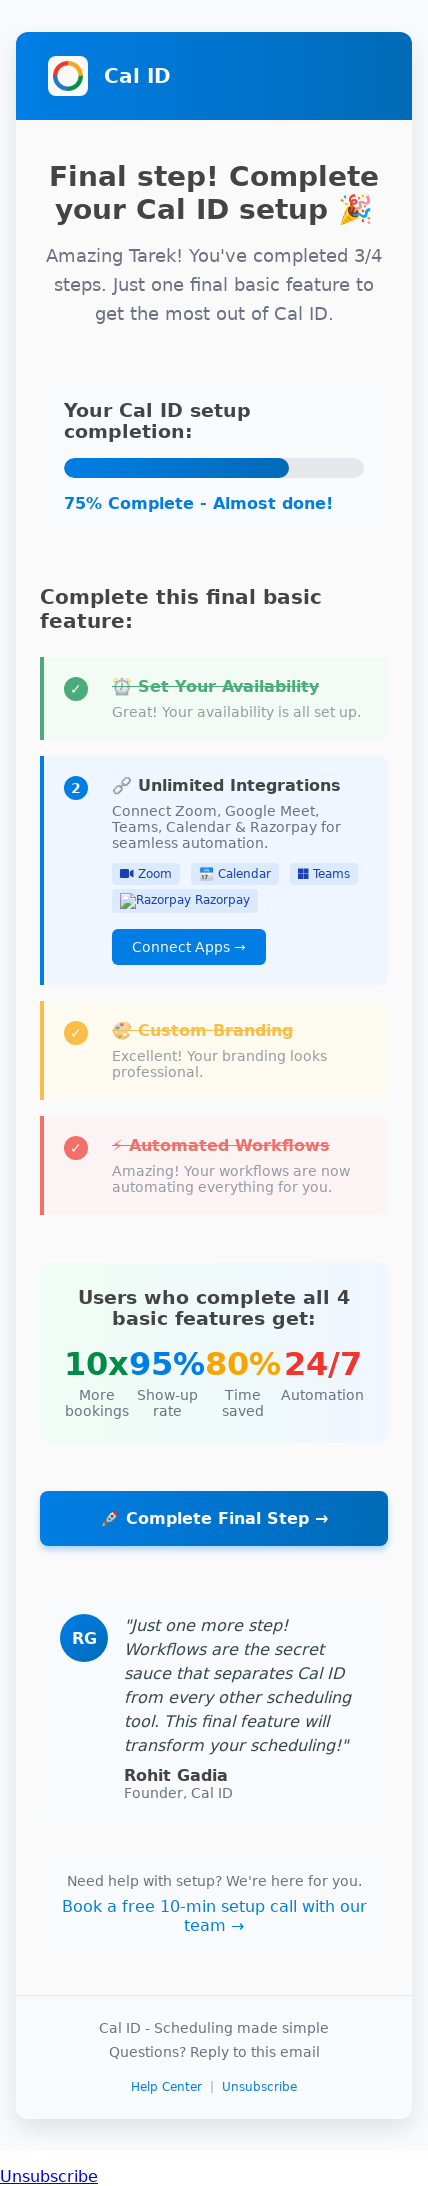 Cal ID
Final step! Complete
your Cal ID setup 🎉
Amazing Tarek! You've completed 3/4
steps. Just one final basic feature to
get the most out of Cal ID.
Your Cal ID setup
completion:
75% Complete - Almost done!
Complete this final basic
feature:
✓ ⏰ Set Your Availability
Great! Your availability is all set up.
2 🔗 Unlimited Integrations
Connect Zoom, Google Meet,
Teams, Calendar & Razorpay for
seamless automation.
Zoom 📅 Calendar Teams
Razorpay Razorpay
Connect Apps →
✓ 🎨 Custom Branding
Excellent! Your branding looks
professional.
✓ ⚡ Automated Workflows
Amazing! Your workflows are now
automating everything for you.
Users who complete all 4
basic features get:
10x 95% 80% 24/7
More Show-up Time Automation
bookings rate saved
🚀 Complete Final Step →
RG
"Just one more step!
Workflows are the secret
sauce that separates Cal ID
from every other scheduling
tool. This final feature will
transform your scheduling!"
Rohit Gadia
Founder, Cal ID
Need help with setup? We're here for you.
Book a free 10-min setup call with our
team →
Cal ID - Scheduling made simple
Questions? Reply to this email
Help Center | Unsubscribe
Unsubscribe